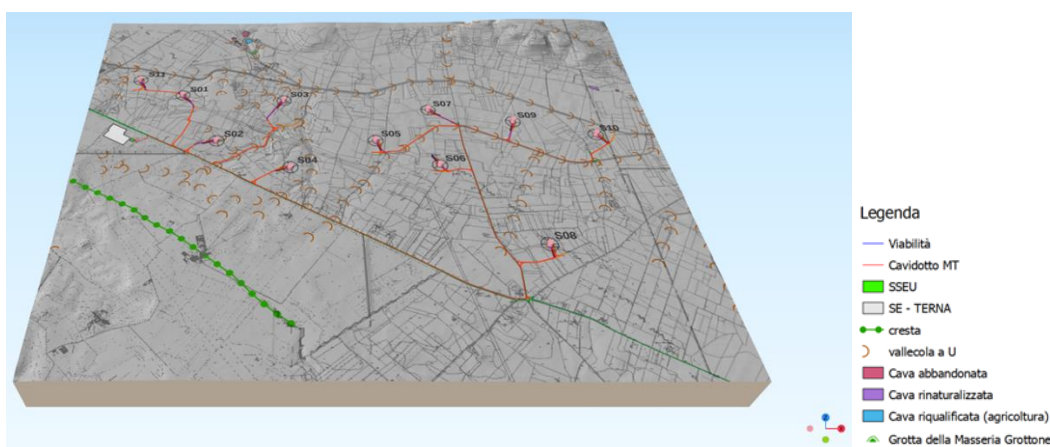 S11
S01
S03
S02
S04
S05
S07
S09
S10
S06
S08
Legenda
Viabilità
Cavidotto MT
SSEU
SE - TERNA
cresta
vallecola a U
Cava abbandonata
Cava rinaturalizzata
Cava riqualificata (agricoltura)
Grotta della Masseria Grottone